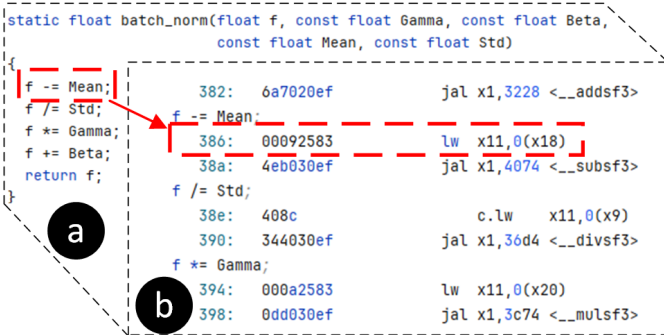 static float batch_norm(float f, const float Gamma, const float Beta,
const float Mean, const float Std)
{
f -= Mean;
f /= Std;
f *= Gamma;
f += Beta;
return f;
}
a
382: 6a7020ef jal x1,3228 <__addsf3>
f -= Mean;
386: 00092583 lw x11,0(x18)
38a: 4eb030ef jal x1,4074 <__subsf3>
f /= Std;
38e: 408c c.lw x11,0(x9)
390: 344030ef jal x1,36d4 <__divsf3>
f *= Gamma;
394: 000a2583 lw x11,0(x20)
398: 0dd030ef jal x1,3c74 <__mulsf3>
b